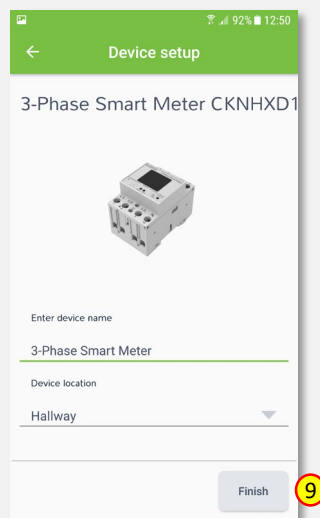 92% 12:50
Device setup
3-Phase Smart Meter CKNHXD1
Enter device name
3-Phase Smart Meter
Device location
Hallway
Finish
9